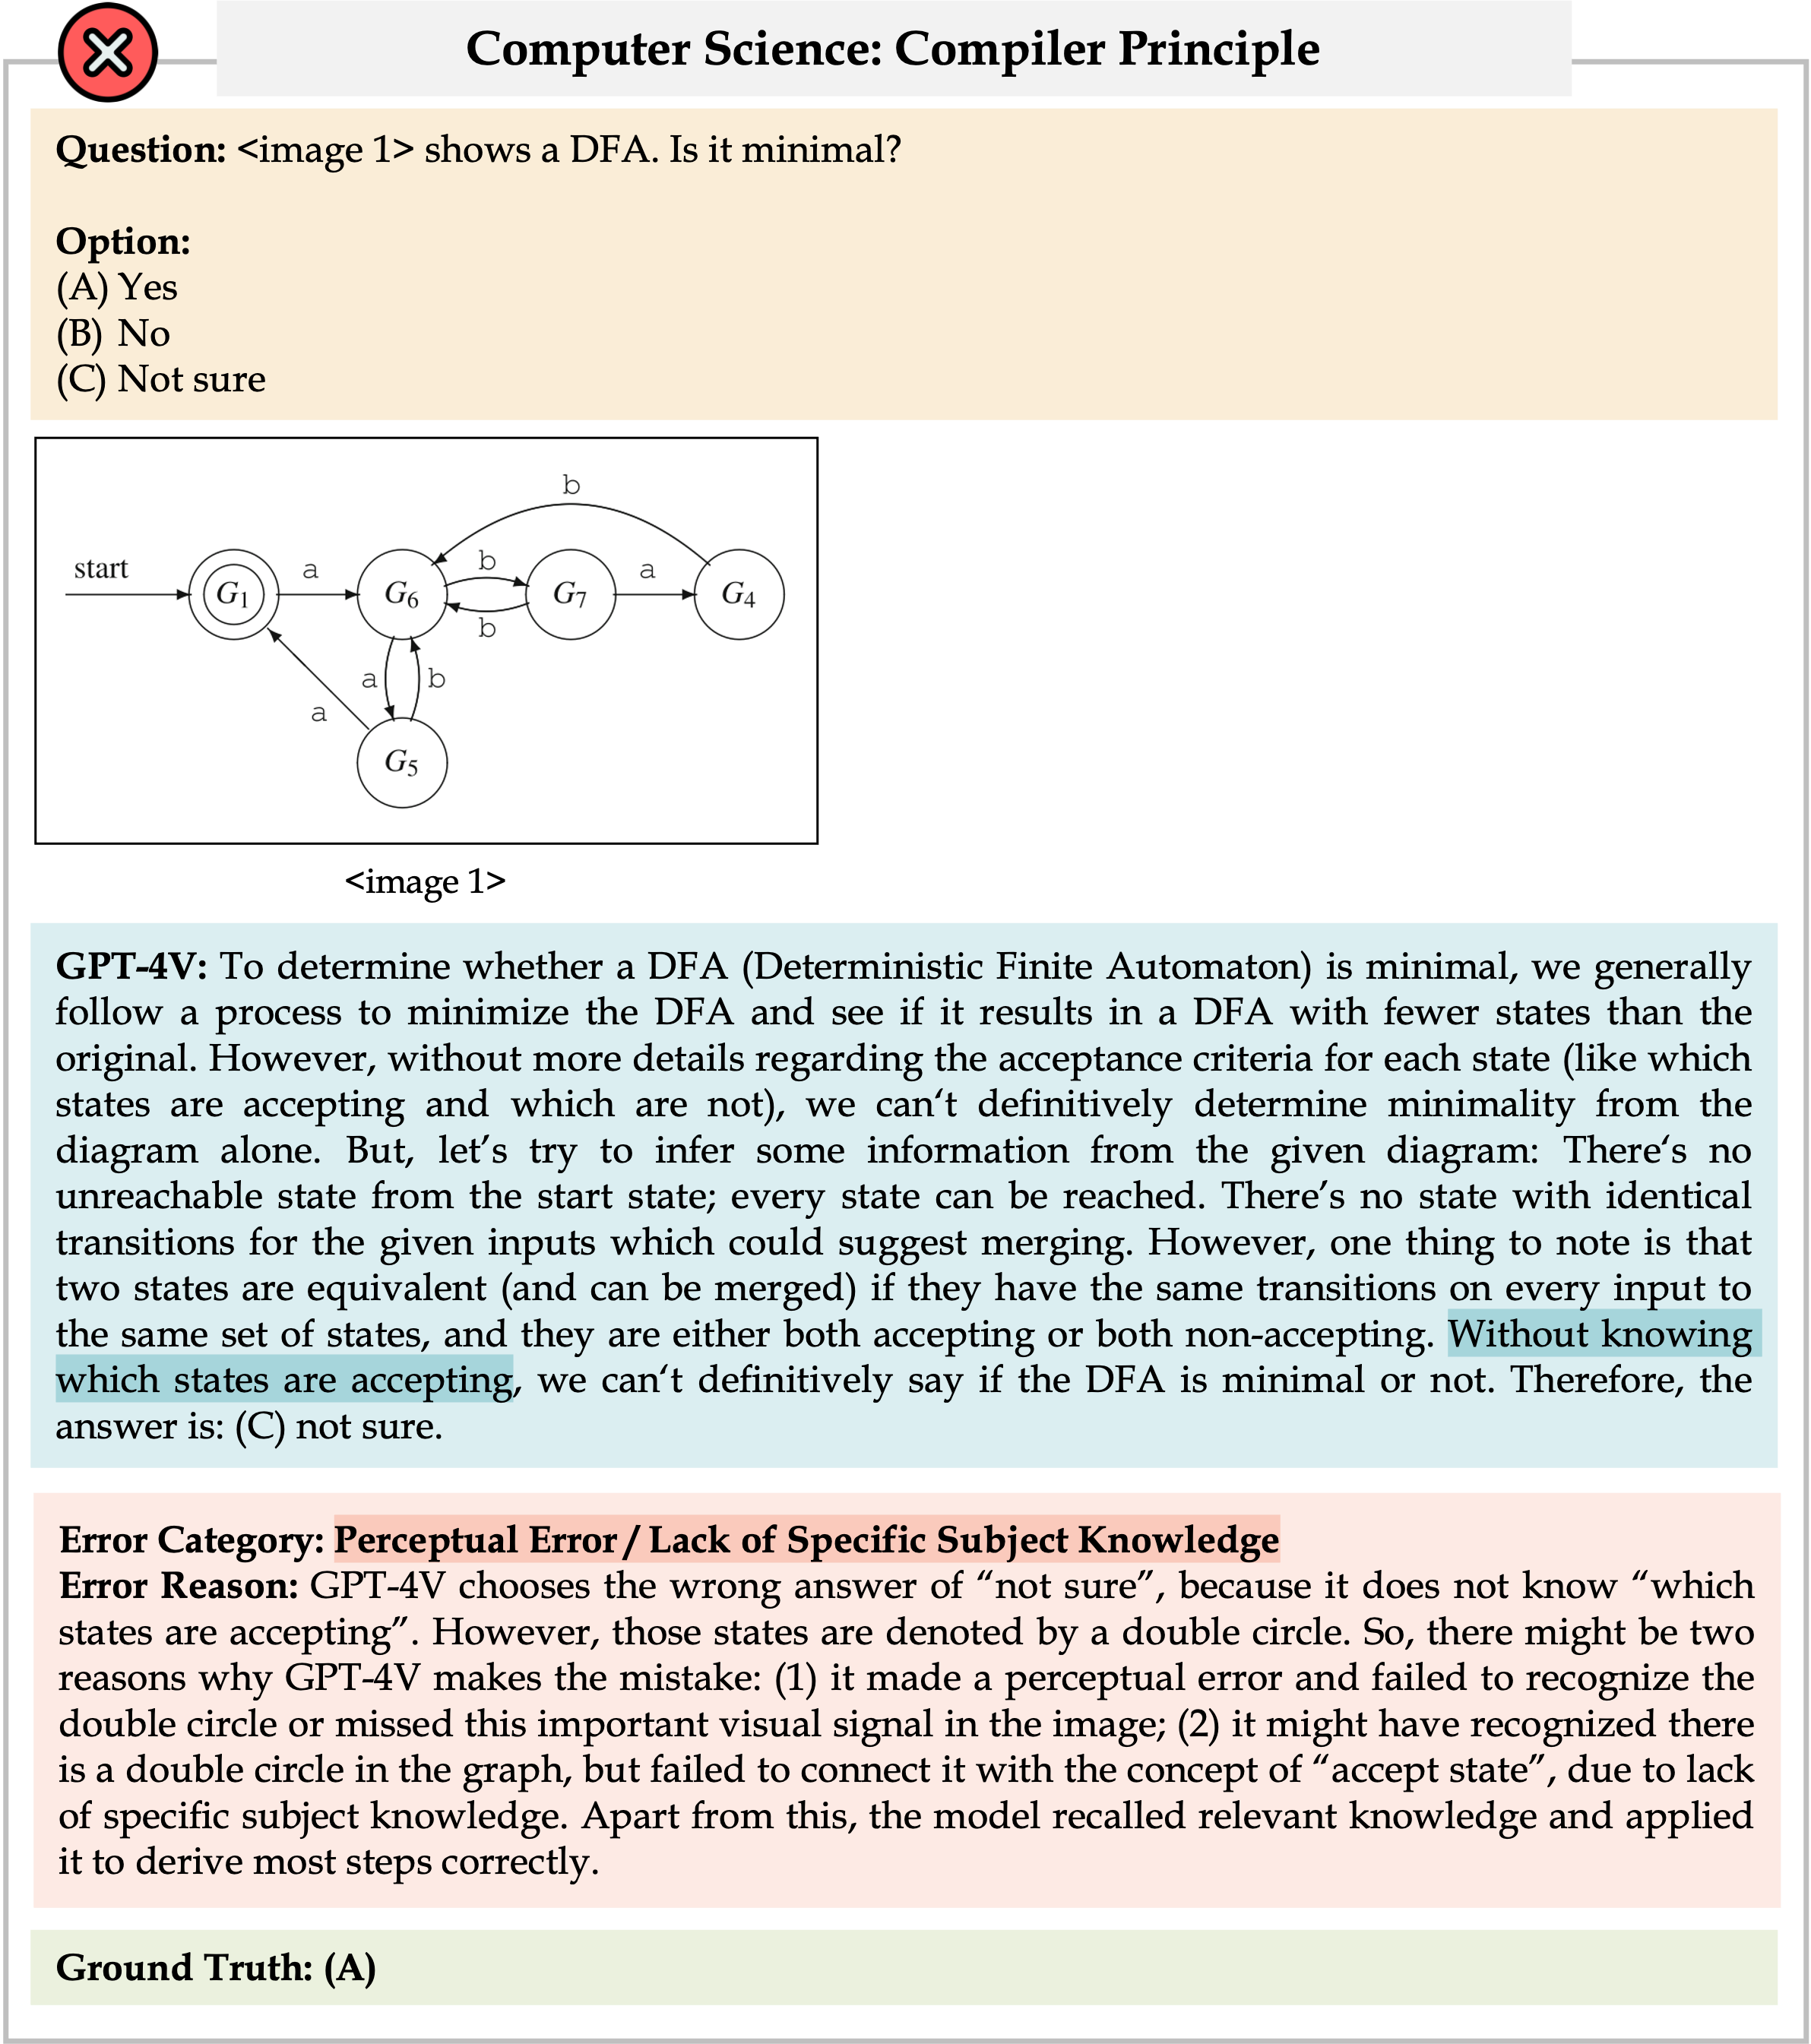 Computer Science: Compiler Principle
Question: <image 1> shows a DFA. Is it minimal?
Option:
(A) Yes
(B) No
(C) Not sure
b
start
a
b
a
G1
G6
G7
G4
b
a
b
a
G5
<image 1>
GPT-4V: To determine whether a DFA (Deterministic Finite Automaton) is minimal, we generally
follow a process to minimize the DFA and see if it results in a DFA with fewer states than the
original. However, without more details regarding the acceptance criteria for each state (like which
states are accepting and which are not), we can‘t definitively determine minimality from the
diagram alone. But, let’s try to infer some information from the given diagram: There‘s no
unreachable state from the start state; every state can be reached. There’s no state with identical
transitions for the given inputs which could suggest merging. However, one thing to note is that
two states are equivalent (and can be merged) if they have the same transitions on every input to
the same set of states, and they are either both accepting or both non-accepting. Without knowing
which states are accepting, we can‘t definitively say if the DFA is minimal or not. Therefore, the
answer is: (C) not sure.
Error Category: Perceptual Error / Lack of Specific Subject Knowledge
Error Reason: GPT-4V chooses the wrong answer of “not sure”, because it does not know “which
states are accepting”. However, those states are denoted by a double circle. So, there might be two
reasons why GPT-4V makes the mistake: (1) it made a perceptual error and failed to recognize the
double circle or missed this important visual signal in the image; (2) it might have recognized there
is a double circle in the graph, but failed to connect it with the concept of “accept state”, due to lack
of specific subject knowledge. Apart from this, the model recalled relevant knowledge and applied
it to derive most steps correctly.
Ground Truth: (A)